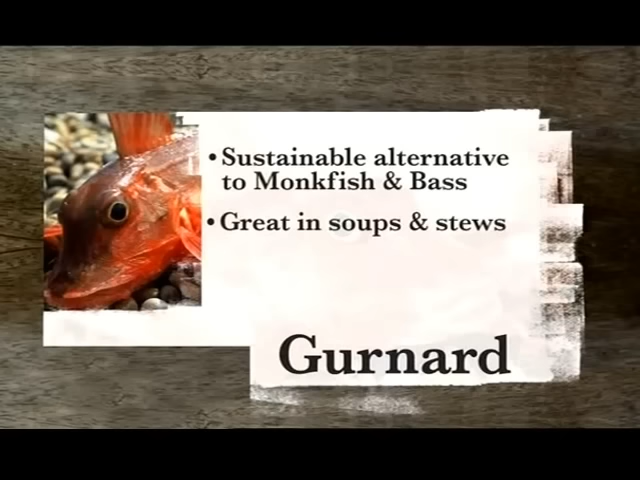 • Sustainable alternative
to Monkfish & Bass
• Great in soups & stews
Gurnard